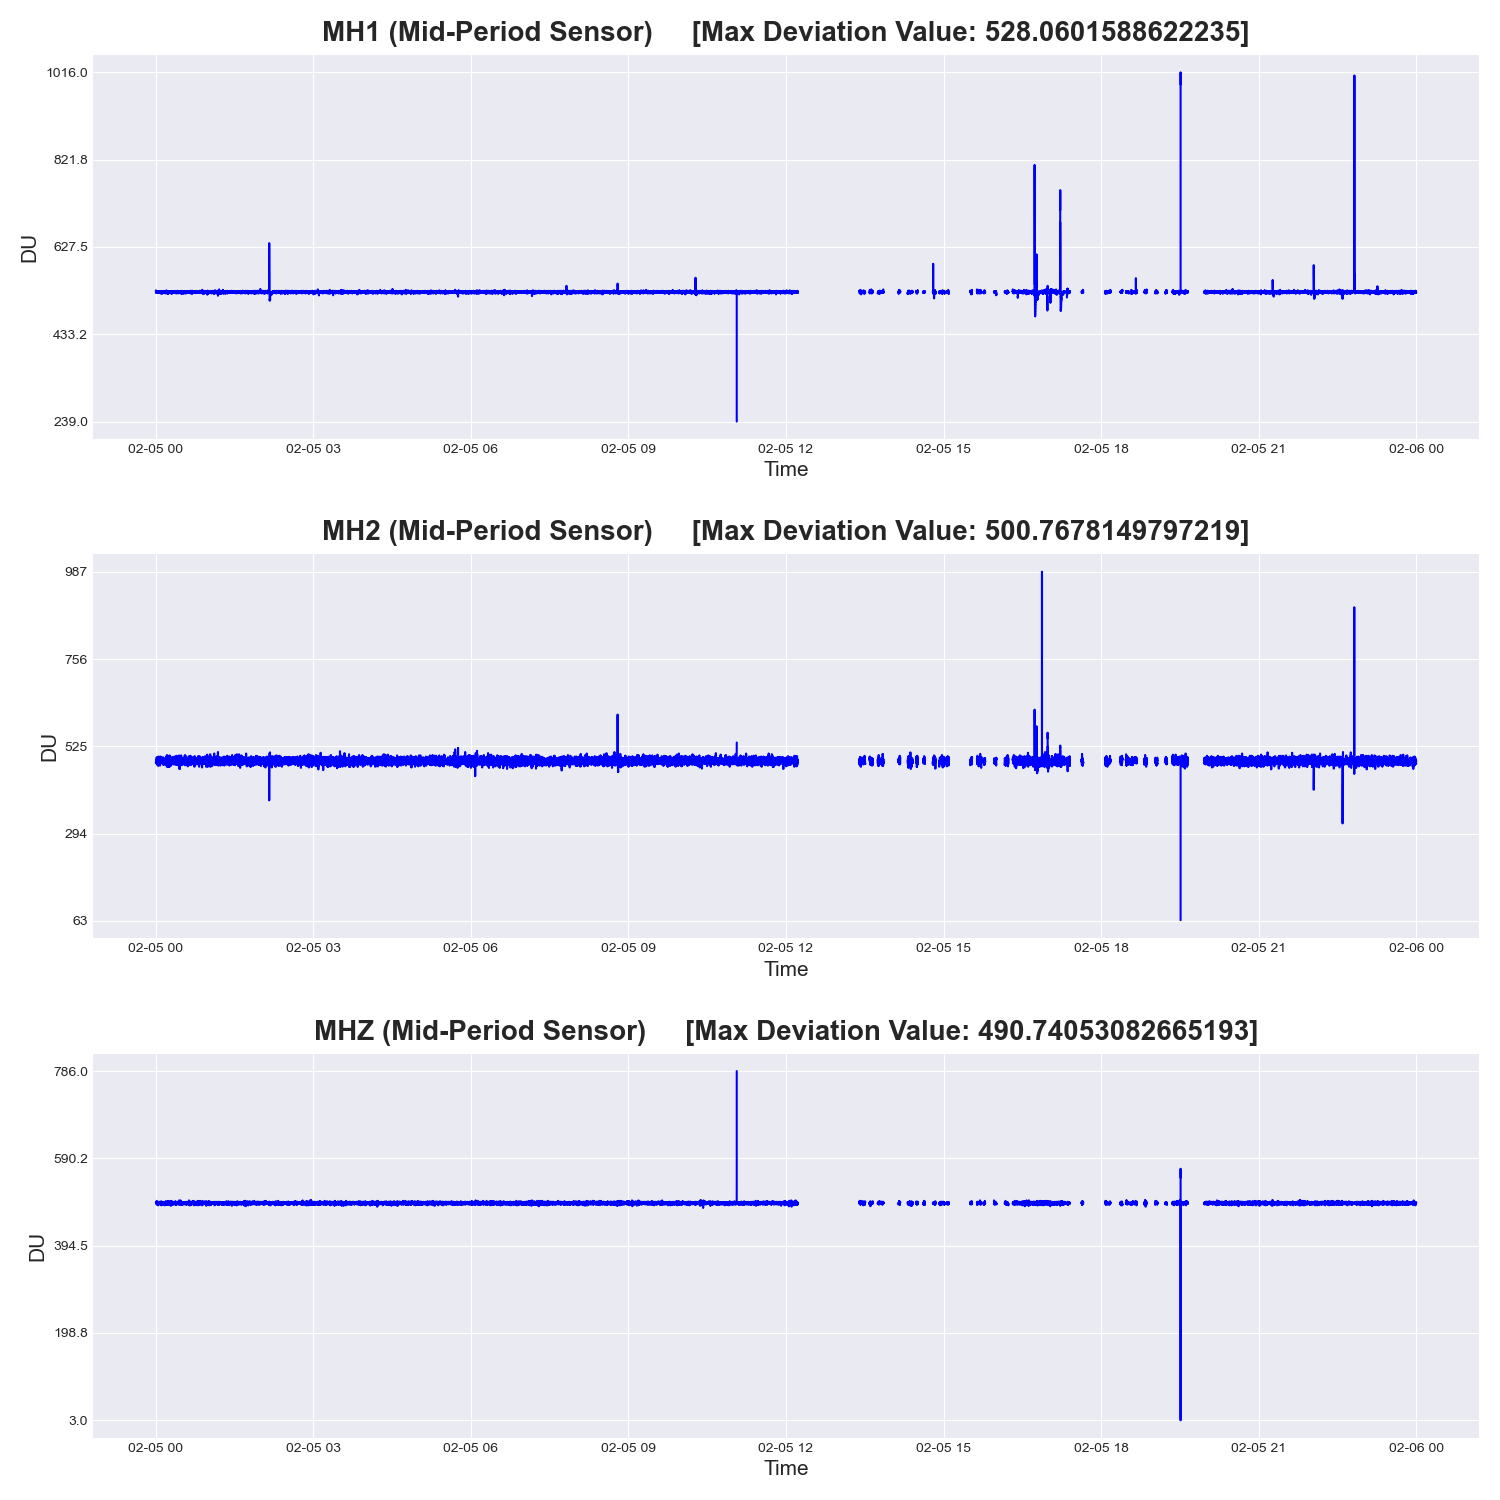 MH1 (Mid-Period Sensor) [Max Deviation Value: 528.0601588622235]
1016.0
821.8
627.5
433.2
239.0
DU
02-05 00 02-05 03 02-05 06 02-05 09 02-05 12 02-05 15 02-05 18 02-05 21 02-06 00
Time
MH2 (Mid-Period Sensor) [Max Deviation Value: 500.7678149797219]
987
756
525
294
63
DU
02-05 00 02-05 03 02-05 06 02-05 09 02-05 12 02-05 15 02-05 18 02-05 21 02-06 00
Time
MHZ (Mid-Period Sensor) [Max Deviation Value: 490.74053082665193]
786.0
590.2
394.5
198.8
3.0
DU
02-05 00 02-05 03 02-05 06 02-05 09 02-05 12 02-05 15 02-05 18 02-05 21 02-06 00
Time